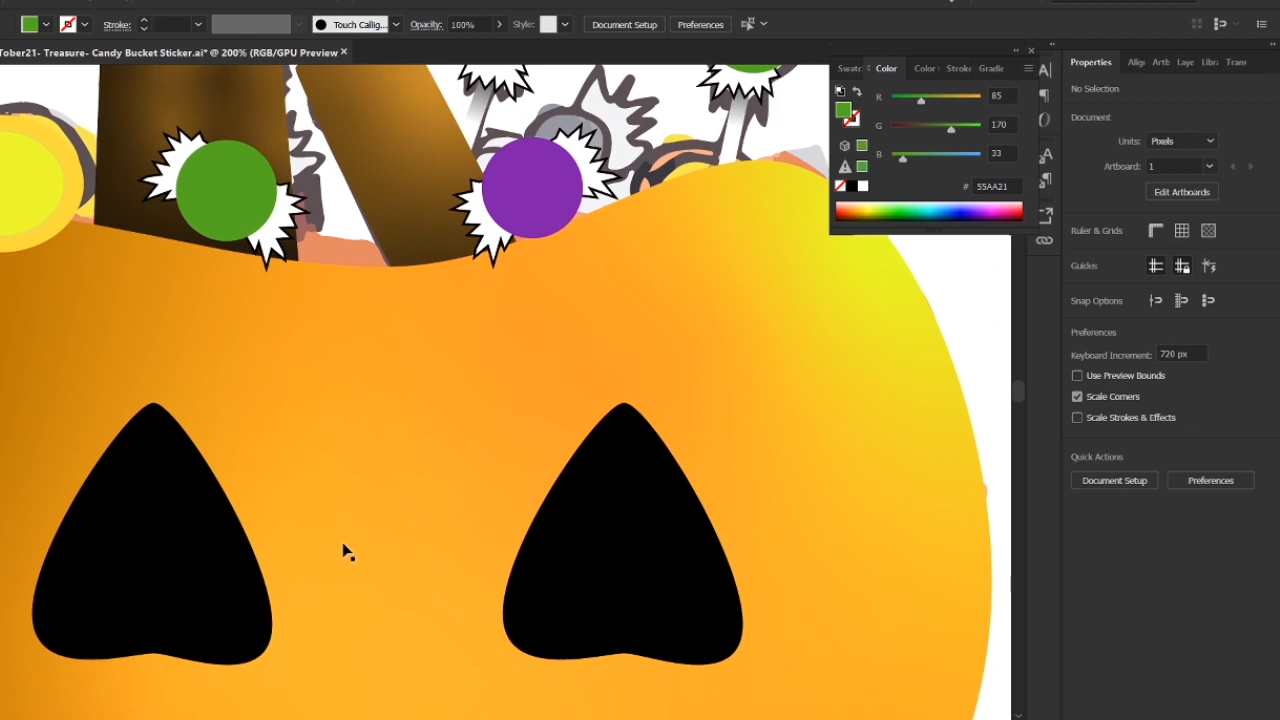 Stroke: Touch Callig... Opacity: 100% Style: Document Setup Preferences
Tober21- Treasure- Candy Bucket Sticker.ai* @ 200% (RGB/GPU Preview
Swatc Color Color Stroke Gradie
R 85
G 170
B 33
# 55AA21
Properties Alig Artb Laye Libra Trans
No Selection
Document
Units: Pixels
Artboard: 1
Edit Artboards
Ruler & Grids
Guides
Snap Options
Preferences
Keyboard Increment: 720 px
Use Preview Bounds
Scale Corners
Scale Strokes & Effects
Quick Actions
Document Setup Preferences